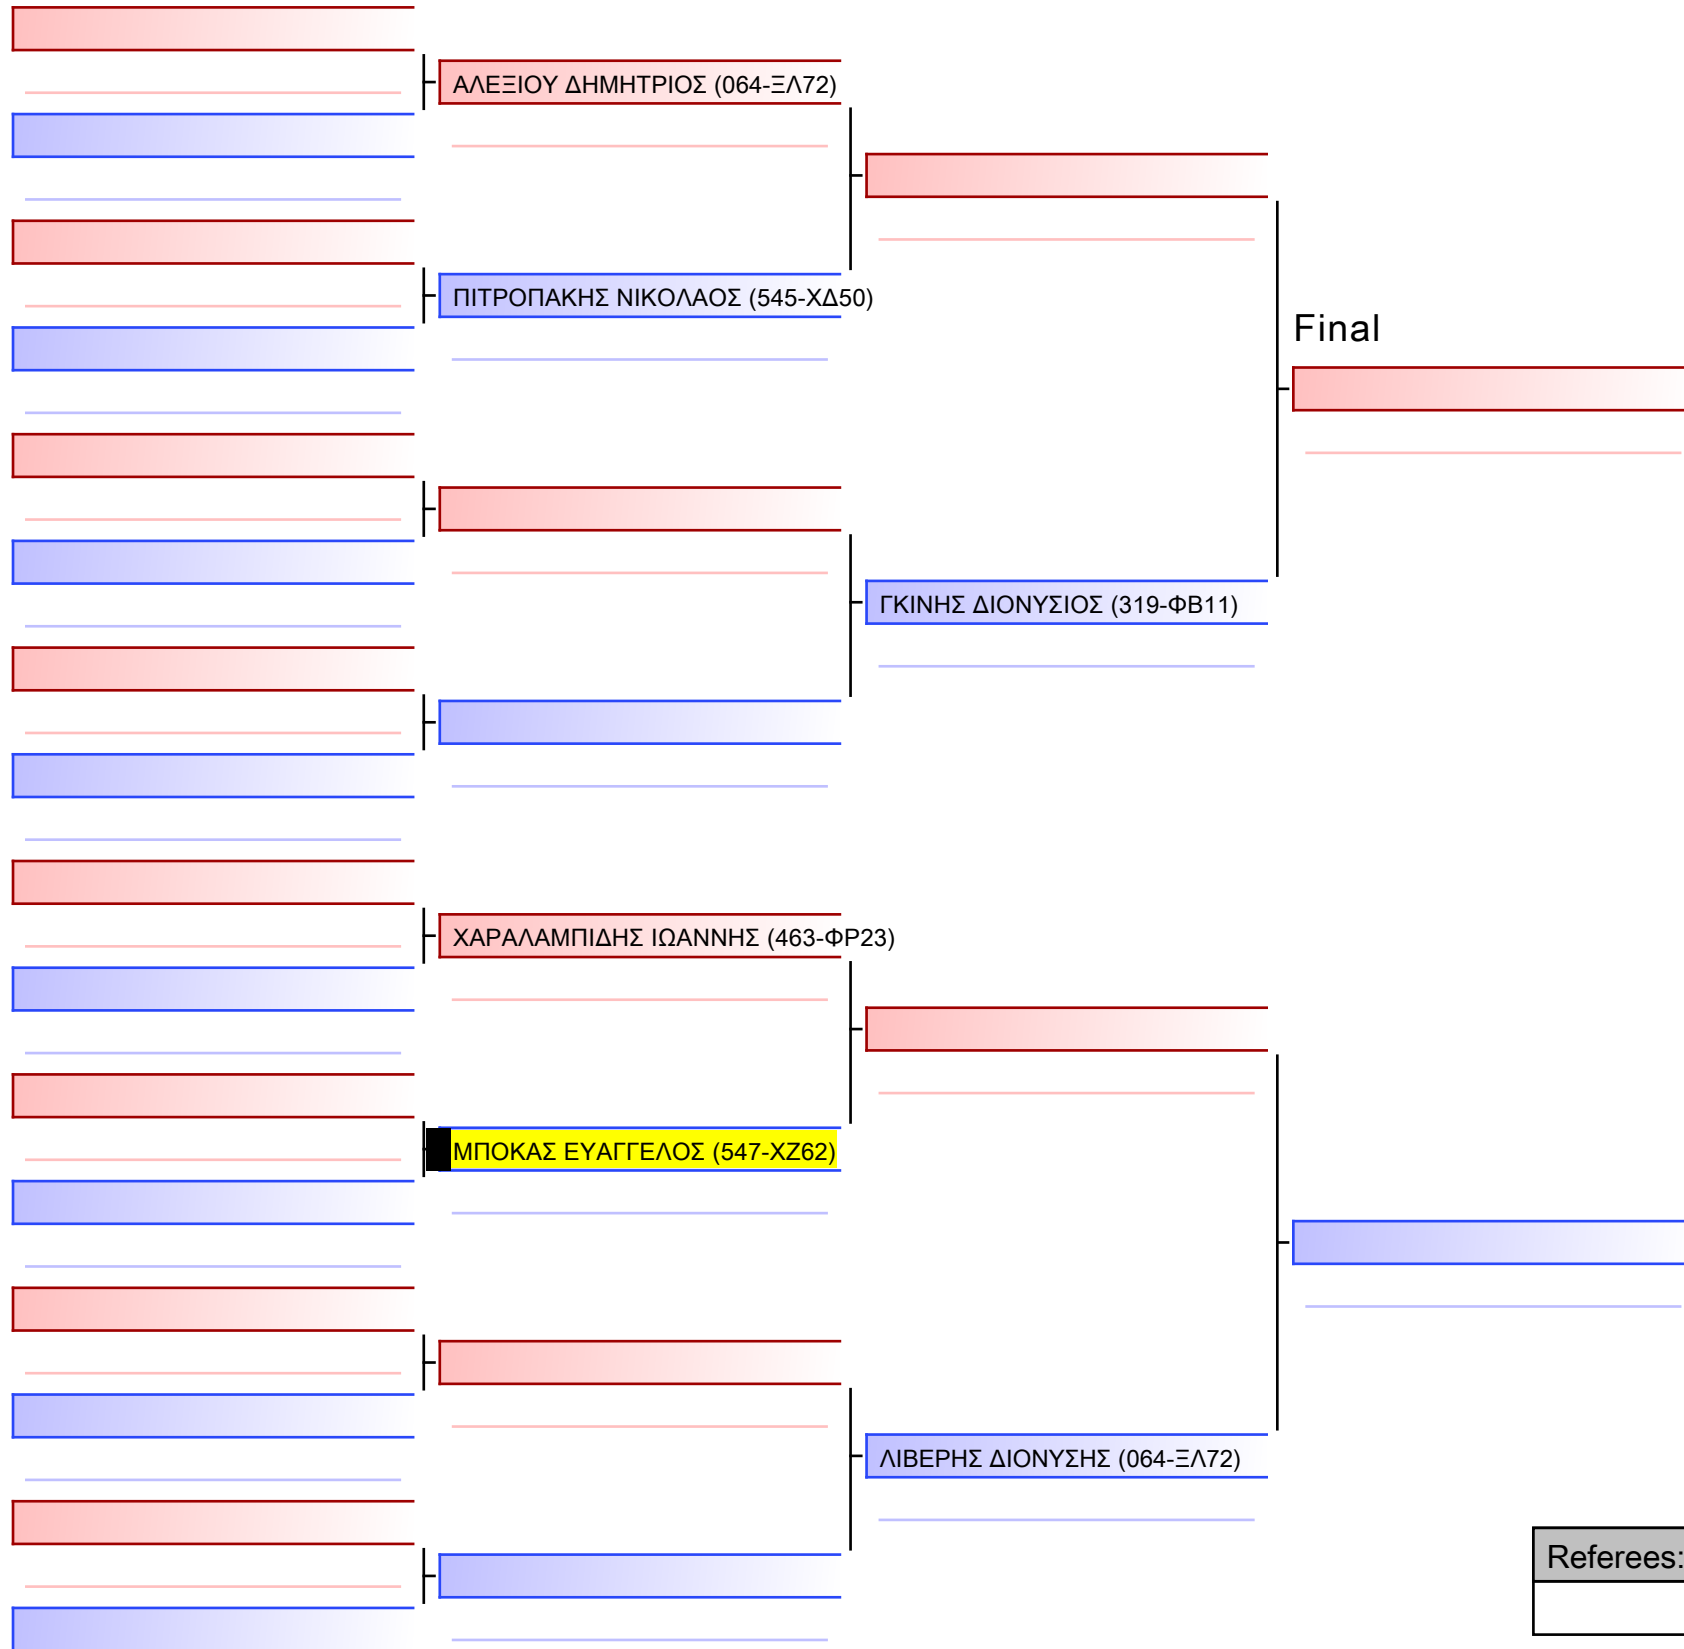 ΑΛΕΞΙΟΥ ΔΗΜΗΤΡΙΟΣ (064-ΞΛ72)
ΠΙΤΡΟΠΑΚΗΣ ΝΙΚΟΛΑΟΣ (545-ΧΔ50)
Final
ΓΚΙΝΗΣ ΔΙΟΝΥΣΙΟΣ (319-ΦΒ11)
ΧΑΡΑΛΑΜΠΙΔΗΣ ΙΩΑΝΝΗΣ (463-ΦΡ23)
ΜΠΟΚΑΣ ΕΥΑΓΓΕΛΟΣ (547-ΧΖ62)
ΛΙΒΕΡΗΣ ΔΙΟΝΥΣΗΣ (064-ΞΛ72)
Referees: